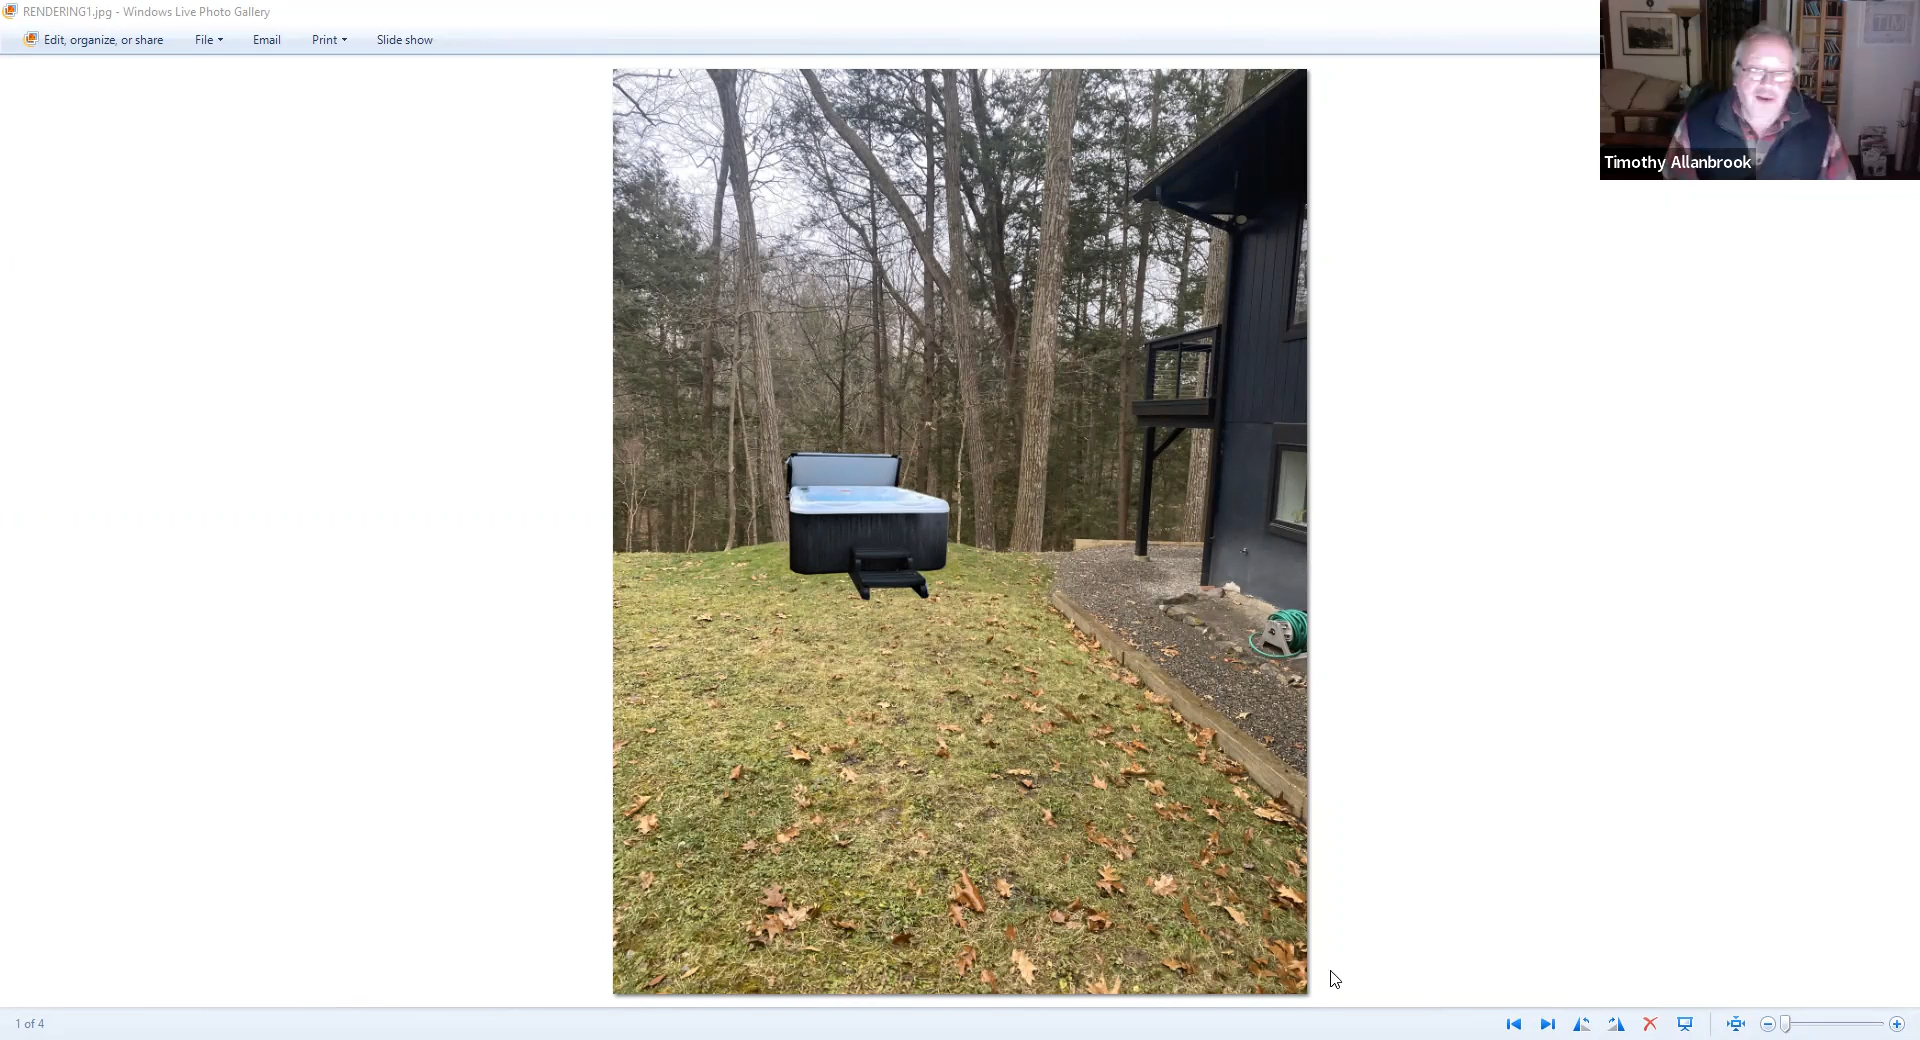 RENDERING1.jpg - Windows Live Photo Gallery
Edit, organize, or share File Email Print Slide show
TIM
Timothy Allanbrook
1 of 4